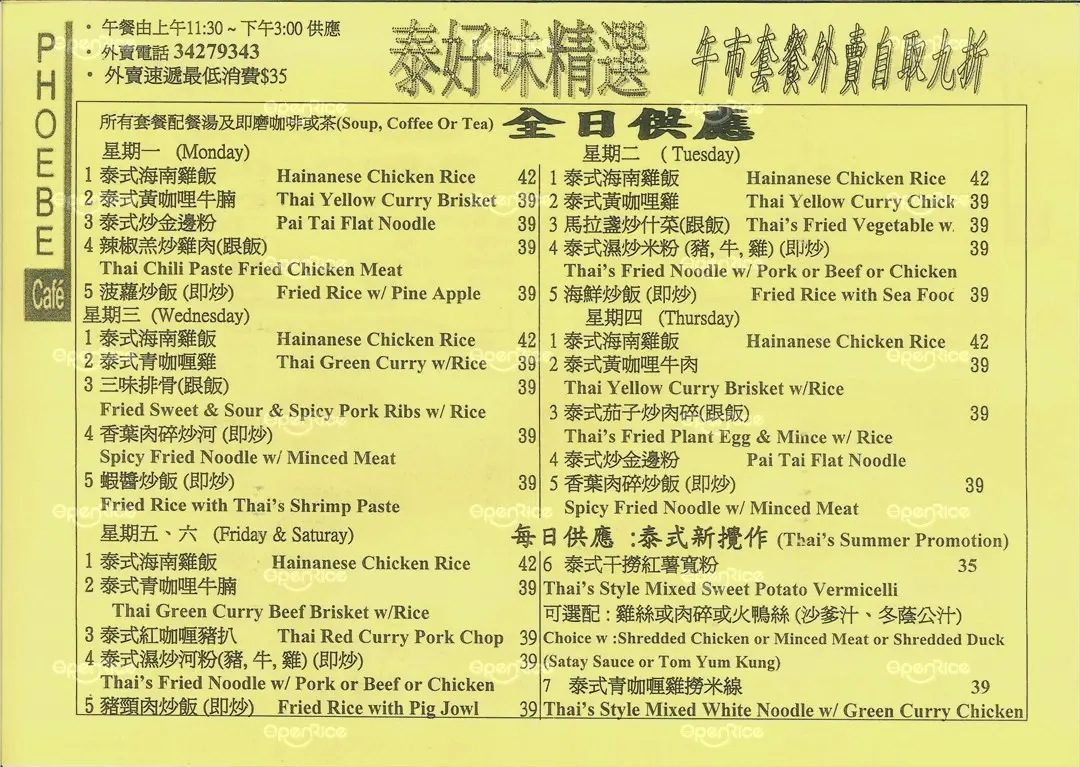 PHOEBE
Café
· 午餐由上午11:30 ~ 下午3:00 供應
· 外賣電話 34279343
· 外賣速遞最低消費$35
泰好味精選
午市套餐外賣自取九折
所有套餐配餐湯及即磨咖啡或茶(Soup, Coffee Or Tea) 全日供應
星期一 (Monday)
1 泰式海南雞飯 Hainanese Chicken Rice 42
2 泰式黃咖哩牛腩 Thai Yellow Curry Brisket 39
3 泰式炒金邊粉 Pai Tai Flat Noodle 39
4 辣椒羔炒雞肉(跟飯) 39
Thai Chili Paste Fried Chicken Meat
5 菠蘿炒飯 (即炒) Fried Rice w/ Pine Apple 39
星期二 ( Tuesday)
1 泰式海南雞飯 Hainanese Chicken Rice 42
2 泰式黃咖哩雞 Thai Yellow Curry Chick 39
3 馬拉盞炒什菜(跟飯) Thai's Fried Vegetable w. 39
4 泰式濕炒米粉 (豬, 牛, 雞) (即炒) 39
Thai's Fried Noodle w/ Pork or Beef or Chicken
5 海鮮炒飯 (即炒) Fried Rice with Sea Food 39
星期三 (Wednesday)
1 泰式海南雞飯 Hainanese Chicken Rice 42
2 泰式青咖喱雞 Thai Green Curry w/Rice 39
3 三味排骨(跟飯) 39
Fried Sweet & Sour & Spicy Pork Ribs w/ Rice
4 香葉肉碎炒河 (即炒) 39
Spicy Fried Noodle w/ Minced Meat
5 蝦醬炒飯 (即炒) 39
Fried Rice with Thai's Shrimp Paste
星期四 (Thursday)
1 泰式海南雞飯 Hainanese Chicken Rice 42
2 泰式黃咖哩牛肉 39
Thai Yellow Curry Brisket w/Rice
3 泰式茄子炒肉碎(跟飯) 39
Thai's Fried Plant Egg & Mince w/ Rice
4 泰式炒金邊粉 Pai Tai Flat Noodle
5 香葉肉碎炒飯 (即炒) 39
Spicy Fried Noodle w/ Minced Meat
星期五、六 (Friday & Saturay)
1 泰式海南雞飯 Hainanese Chicken Rice 42
2 泰式青咖哩牛腩 39
Thai Green Curry Beef Brisket w/Rice
3 泰式紅咖喱豬扒 Thai Red Curry Pork Chop 39
4 泰式濕炒河粉(豬, 牛, 雞) (即炒) 39
Thai's Fried Noodle w/ Pork or Beef or Chicken
5 豬頸肉炒飯 (即炒) Fried Rice with Pig Jowl 39
每日供應 :泰式新攪作 (Thai's Summer Promotion)
6 泰式干撈紅薯寬粉 35
Thai's Style Mixed Sweet Potato Vermicelli
可選配 : 雞絲或肉碎或火鴨絲 (沙爹汁、冬蔭公汁)
Choice w :Shredded Chicken or Minced Meat or Shredded Duck
(Satay Sauce or Tom Yum Kung)
7 泰式青咖喱雞撈米線 39
Thai's Style Mixed White Noodle w/ Green Curry Chicken